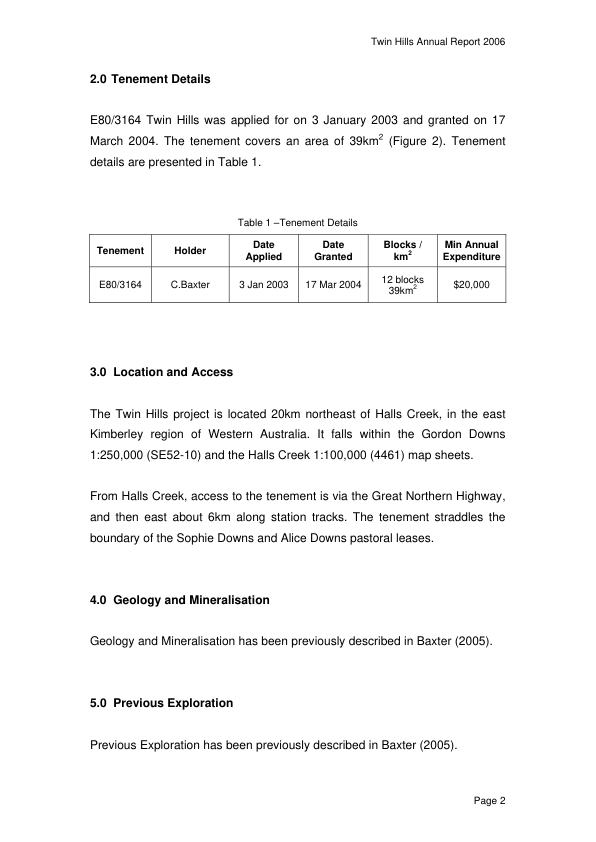 Twin Hills Annual Report 2006
2.0 Tenement Details
E80/3164 Twin Hills was applied for on 3 January 2003 and granted on 17
March 2004. The tenement covers an area of 39km² (Figure 2). Tenement
details are presented in Table 1.
Table 1 –Tenement Details
Tenement
Holder
Date
Applied
Date
Granted
Blocks /
km²
Min Annual
Expenditure
E80/3164
C.Baxter
3 Jan 2003
17 Mar 2004
12 blocks
39km²
$20,000
3.0 Location and Access
The Twin Hills project is located 20km northeast of Halls Creek, in the east
Kimberley region of Western Australia. It falls within the Gordon Downs
1:250,000 (SE52-10) and the Halls Creek 1:100,000 (4461) map sheets.
From Halls Creek, access to the tenement is via the Great Northern Highway,
and then east about 6km along station tracks. The tenement straddles the
boundary of the Sophie Downs and Alice Downs pastoral leases.
4.0 Geology and Mineralisation
Geology and Mineralisation has been previously described in Baxter (2005).
5.0 Previous Exploration
Previous Exploration has been previously described in Baxter (2005).
Page 2